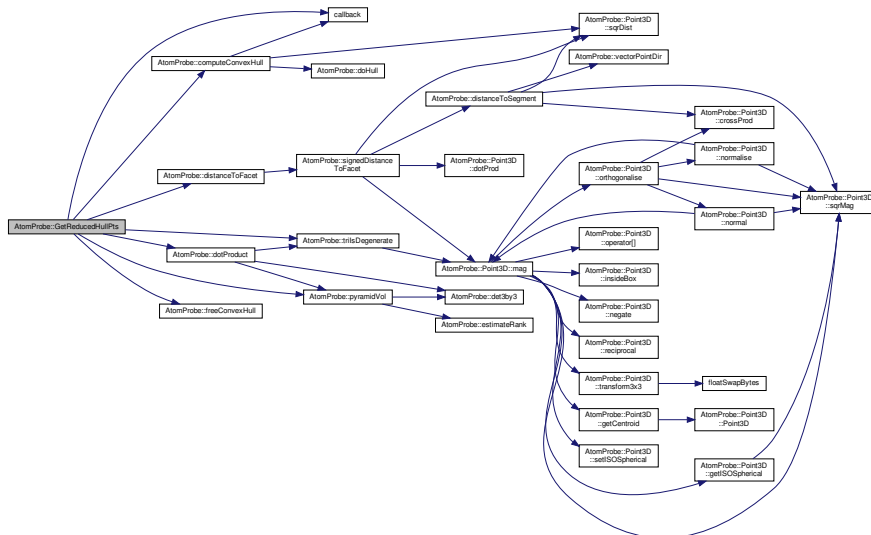 callback
AtomProbe::Point3D
::sqrDist
AtomProbe::computeConvexHull
AtomProbe::vectorPointDir
AtomProbe::doHull
AtomProbe::distanceToSegment
AtomProbe::Point3D
::crossProd
AtomProbe::signedDistance
ToFacet
AtomProbe::Point3D
::dotProd
AtomProbe::Point3D
::normalise
AtomProbe::distanceToFacet
AtomProbe::Point3D
::orthogonalise
AtomProbe::Point3D
::sqrMag
AtomProbe::Point3D
::normal
AtomProbe::GetReducedHullPts
AtomProbe::triIsDegenerate
AtomProbe::Point3D
::operator[]
AtomProbe::dotProduct
AtomProbe::Point3D::mag
AtomProbe::Point3D
::insideBox
AtomProbe::pyramidVol
AtomProbe::det3by3
AtomProbe::freeConvexHull
AtomProbe::Point3D
::negate
AtomProbe::estimateRank
AtomProbe::Point3D
::reciprocal
AtomProbe::Point3D
::transform3x3
floatSwapBytes
AtomProbe::Point3D
::getCentroid
AtomProbe::Point3D
::Point3D
AtomProbe::Point3D
::setISOSpherical
AtomProbe::Point3D
::getISOSpherical